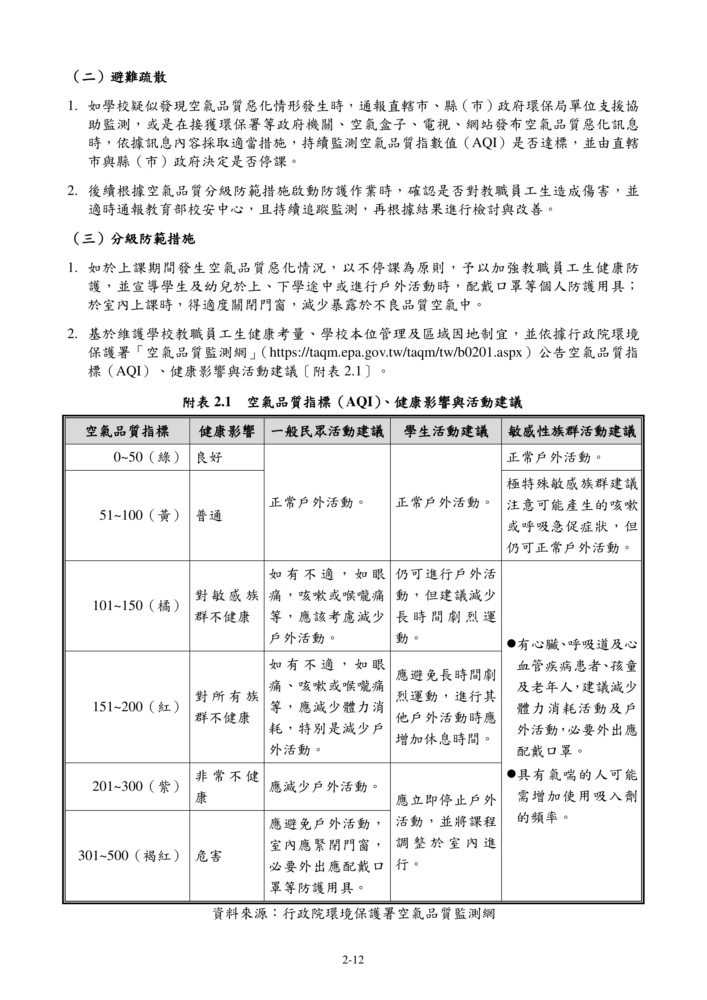 （二）避難疏散
1. 如學校疑似發現空氣品質惡化情形發生時，通報直轄市、縣（市）政府環保局單位支援協
助監測，或是在接獲環保署等政府機關、空氣盒子、電視、網站發布空氣品質惡化訊息
時，依據訊息內容採取適當措施，持續監測空氣品質指數值（AQI）是否達標，並由直轄
市與縣（市）政府決定是否停課。
2. 後續根據空氣品質分級防範措施啟動防護作業時，確認是否對教職員工生造成傷害，並
適時通報教育部校安中心，且持續追蹤監測，再根據結果進行檢討與改善。
（三）分級防範措施
1. 如於上課期間發生空氣品質惡化情況，以不停課為原則，予以加強教職員工生健康防
護，並宣導學生及幼兒於上、下學途中或進行戶外活動時，配戴口罩等個人防護用具；
於室內上課時，得適度關閉門窗，減少暴露於不良品質空氣中。
2. 基於維護學校教職員工生健康考量、學校本位管理及區域因地制宜，並依據行政院環境
保護署「空氣品質監測網」（https://taqm.epa.gov.tw/taqm/tw/b0201.aspx）公告空氣品質指
標（AQI）、健康影響與活動建議〔附表 2.1〕。
附表 2.1　空氣品質指標（AQI）、健康影響與活動建議
空氣品質指標 健康影響 一般民眾活動建議 學生活動建議 敏感性族群活動建議
0~50（綠） 良好
正常戶外活動。
正常戶外活動。
正常戶外活動。
51~100（黃） 普通
極特殊敏感族群建議
注意可能產生的咳嗽
或呼吸急促症狀，但
仍可正常戶外活動。
101~150（橘）
對敏感族
群不健康
如有不適，如眼
痛，咳嗽或喉嚨痛
等，應該考慮減少
戶外活動。
仍可進行戶外活
動，但建議減少
長時間劇烈運
動。
●有心臟、呼吸道及心
血管疾病患者、孩童
及老年人，建議減少
體力消耗活動及戶
外活動，必要外出應
配戴口罩。
●具有氣喘的人可能
需增加使用吸入劑
的頻率。
151~200（紅）
對所有族
群不健康
如有不適，如眼
痛、咳嗽或喉嚨痛
等，應減少體力消
耗，特別是減少戶
外活動。
應避免長時間劇
烈運動，進行其
他戶外活動時應
增加休息時間。
201~300（紫）
非常不健
康
應減少戶外活動。
應立即停止戶外
活動，並將課程
調整於室內進
行。
301~500（褐紅） 危害
應避免戶外活動，
室內應緊閉門窗，
必要外出應配戴口
罩等防護用具。
資料來源：行政院環境保護署空氣品質監測網
2-12